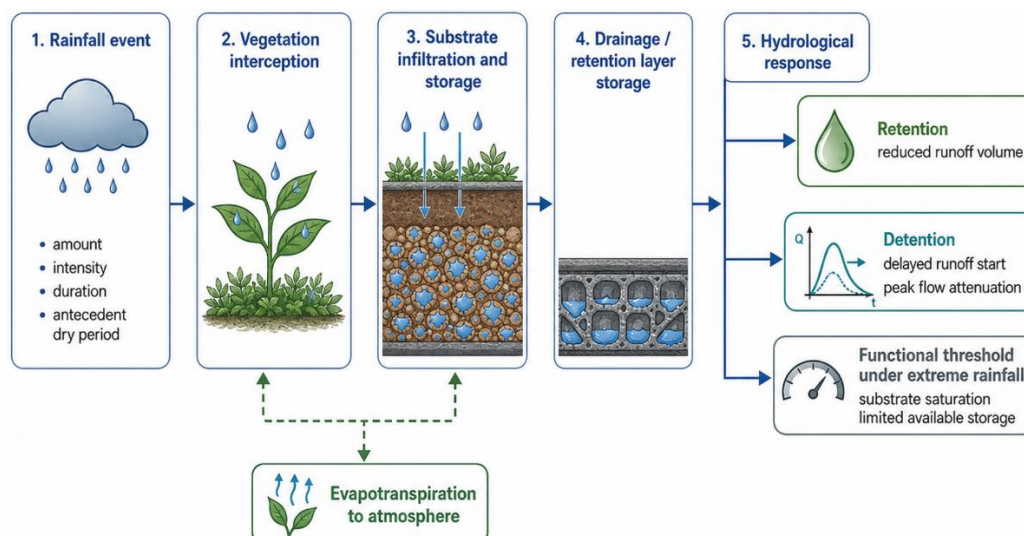 1. Rainfall event
• amount
• intensity
• duration
• antecedent
dry period
2. Vegetation
interception
3. Substrate
infiltration and
storage
4. Drainage /
retention layer
storage
5. Hydrological
response
Retention
reduced runoff volume
Q
t
Detention
delayed runoff start
peak flow attenuation
Functional threshold
under extreme rainfall
substrate saturation
limited available storage
Evapotranspiration
to atmosphere